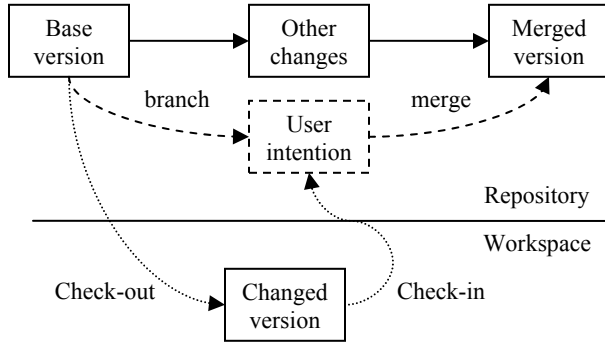 Base
version
Other
changes
Merged
version
branch
merge
User
intention
Repository
Workspace
Check-out
Changed
version
Check-in